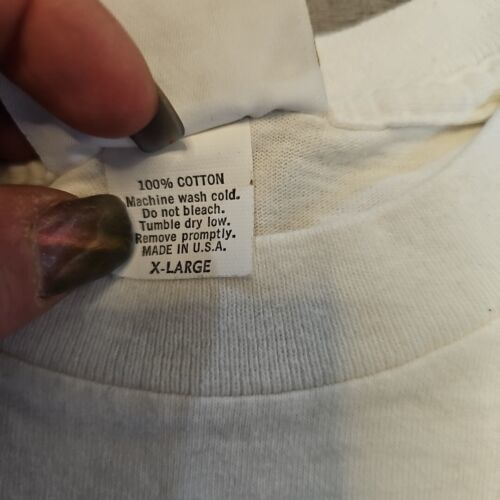 100% COTTON
Machine wash cold.
Do not bleach.
Tumble dry low.
Remove promptly.
MADE IN U.S.A.
X-LARGE